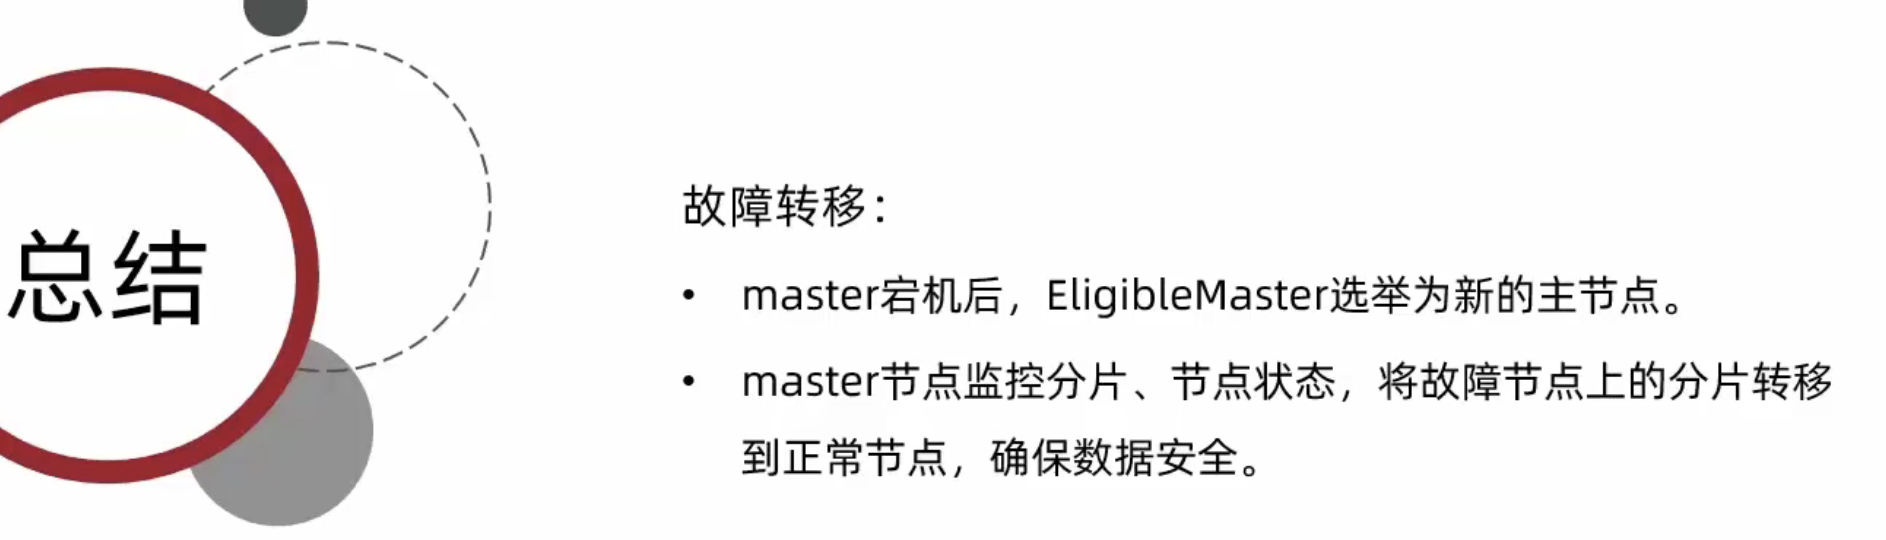 总结
故障转移：
• master宕机后，EligibleMaster选举为新的主节点。
• master节点监控分片、节点状态，将故障节点上的分片转移
到正常节点，确保数据安全。